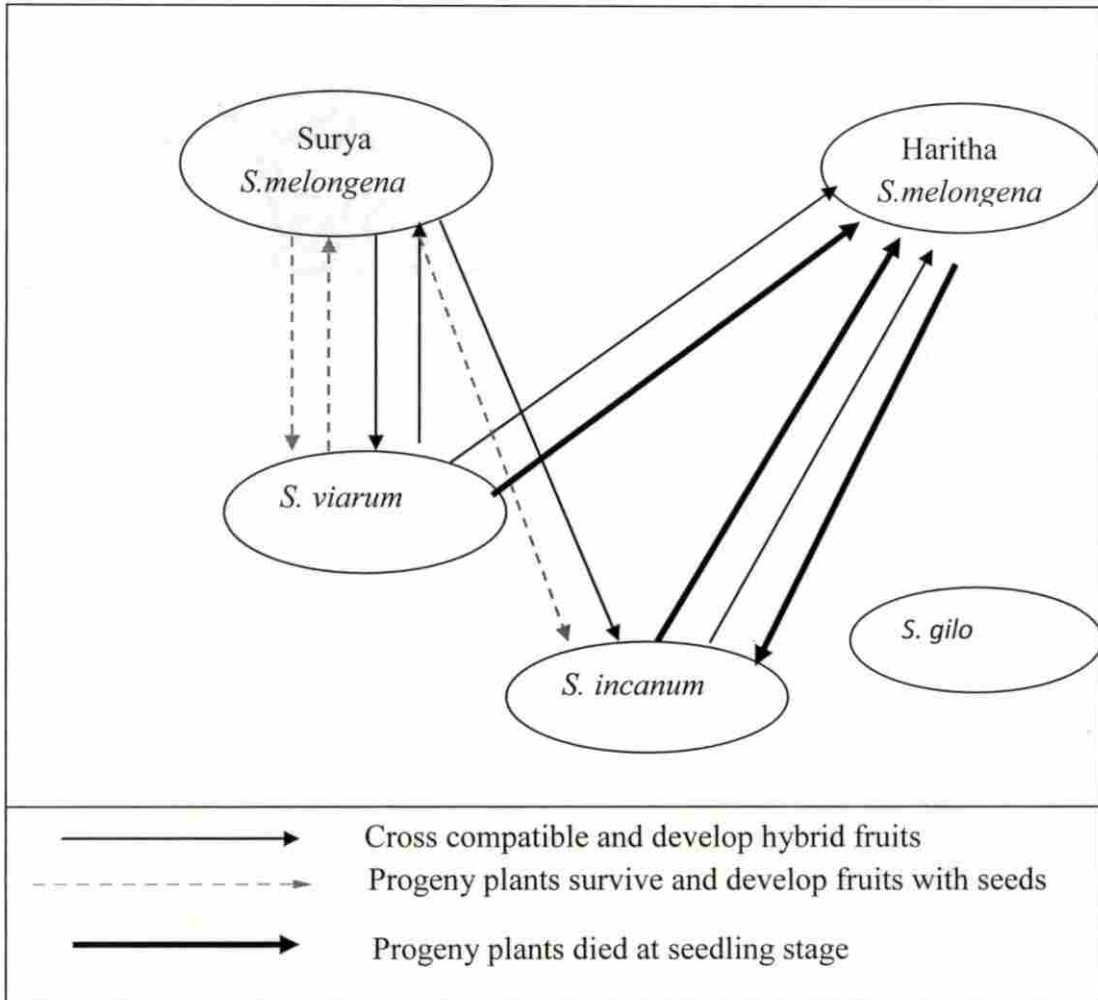 Surya
S.melongena
Haritha
S.melongena
S. viarum
S. gilo
S. incanum
Cross compatible and develop hybrid fruits
Progeny plants survive and develop fruits with seeds
Progeny plants died at seedling stage